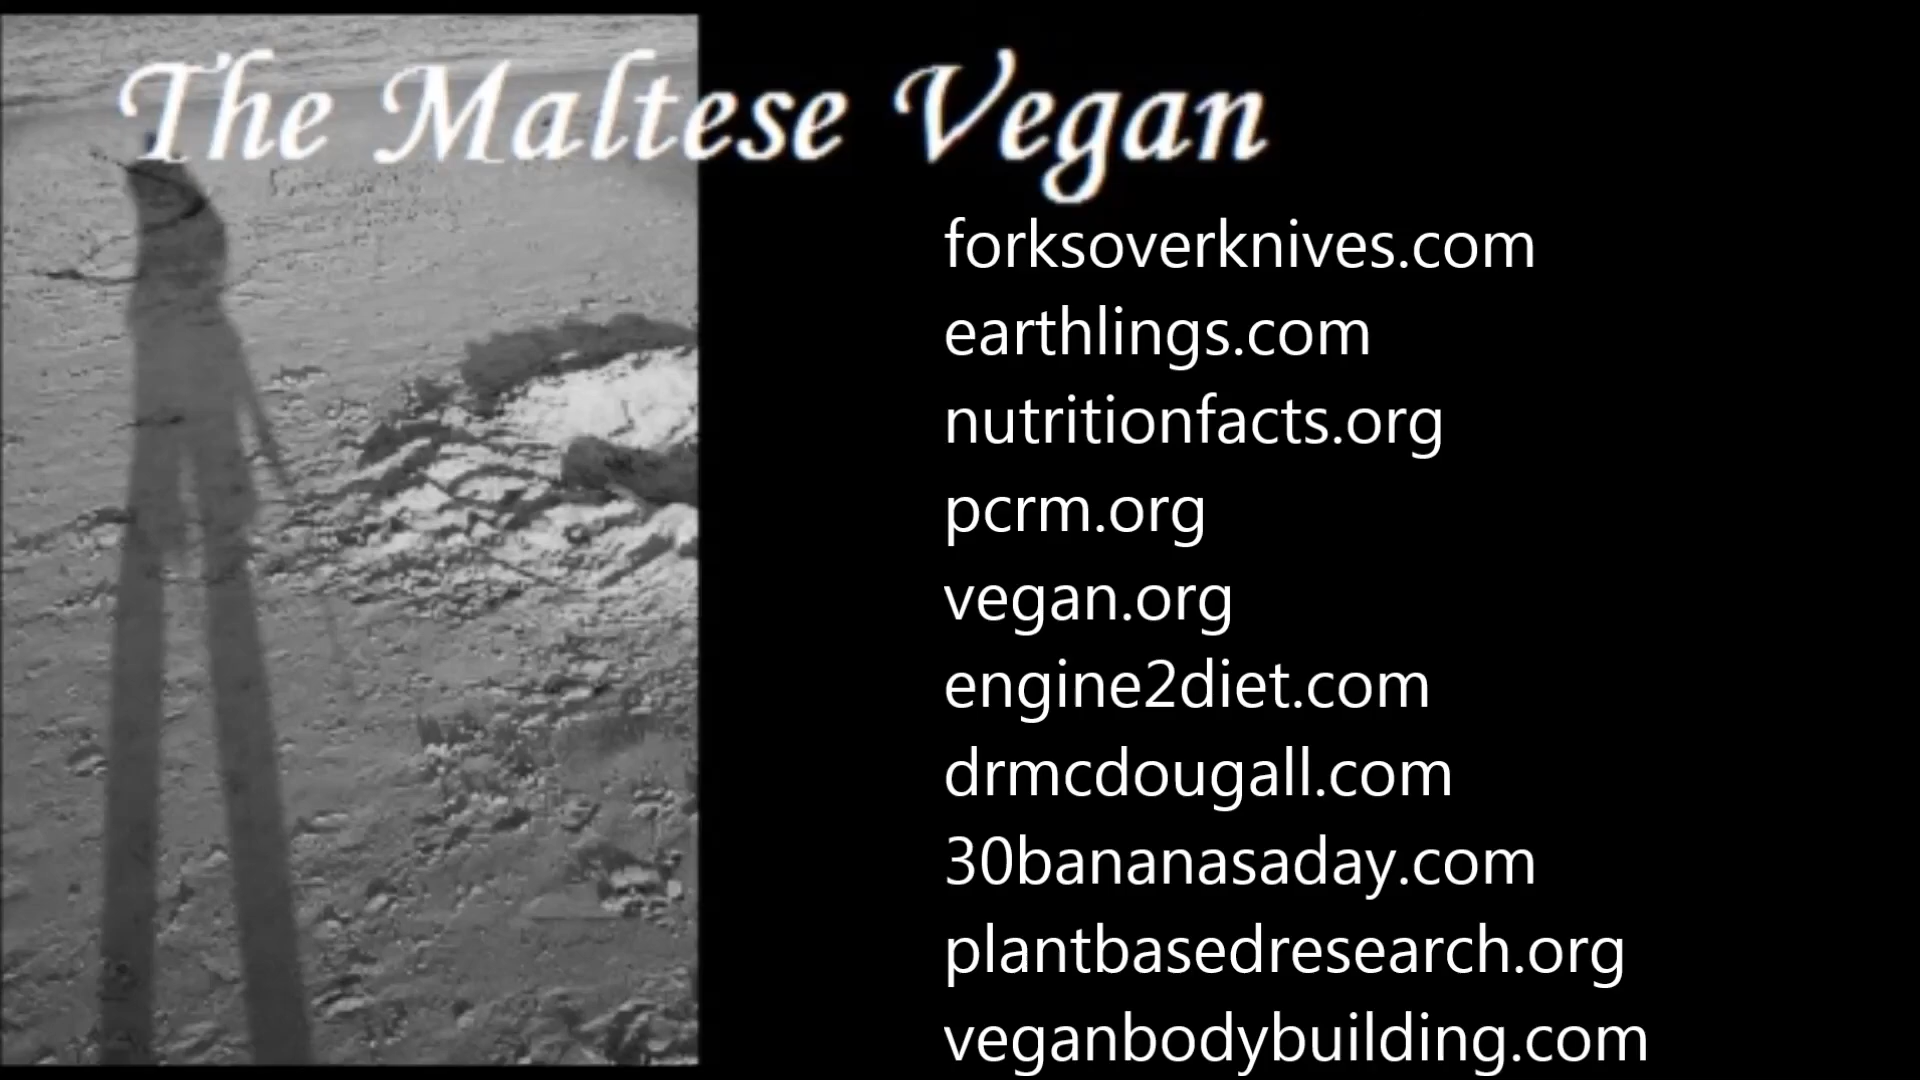 The Maltese Vegan
forksoverknives.com
earthlings.com
nutritionfacts.org
pcrm.org
vegan.org
engine2diet.com
drmcdougall.com
30bananasaday.com
plantbasedresearch.org
veganbodybuilding.com